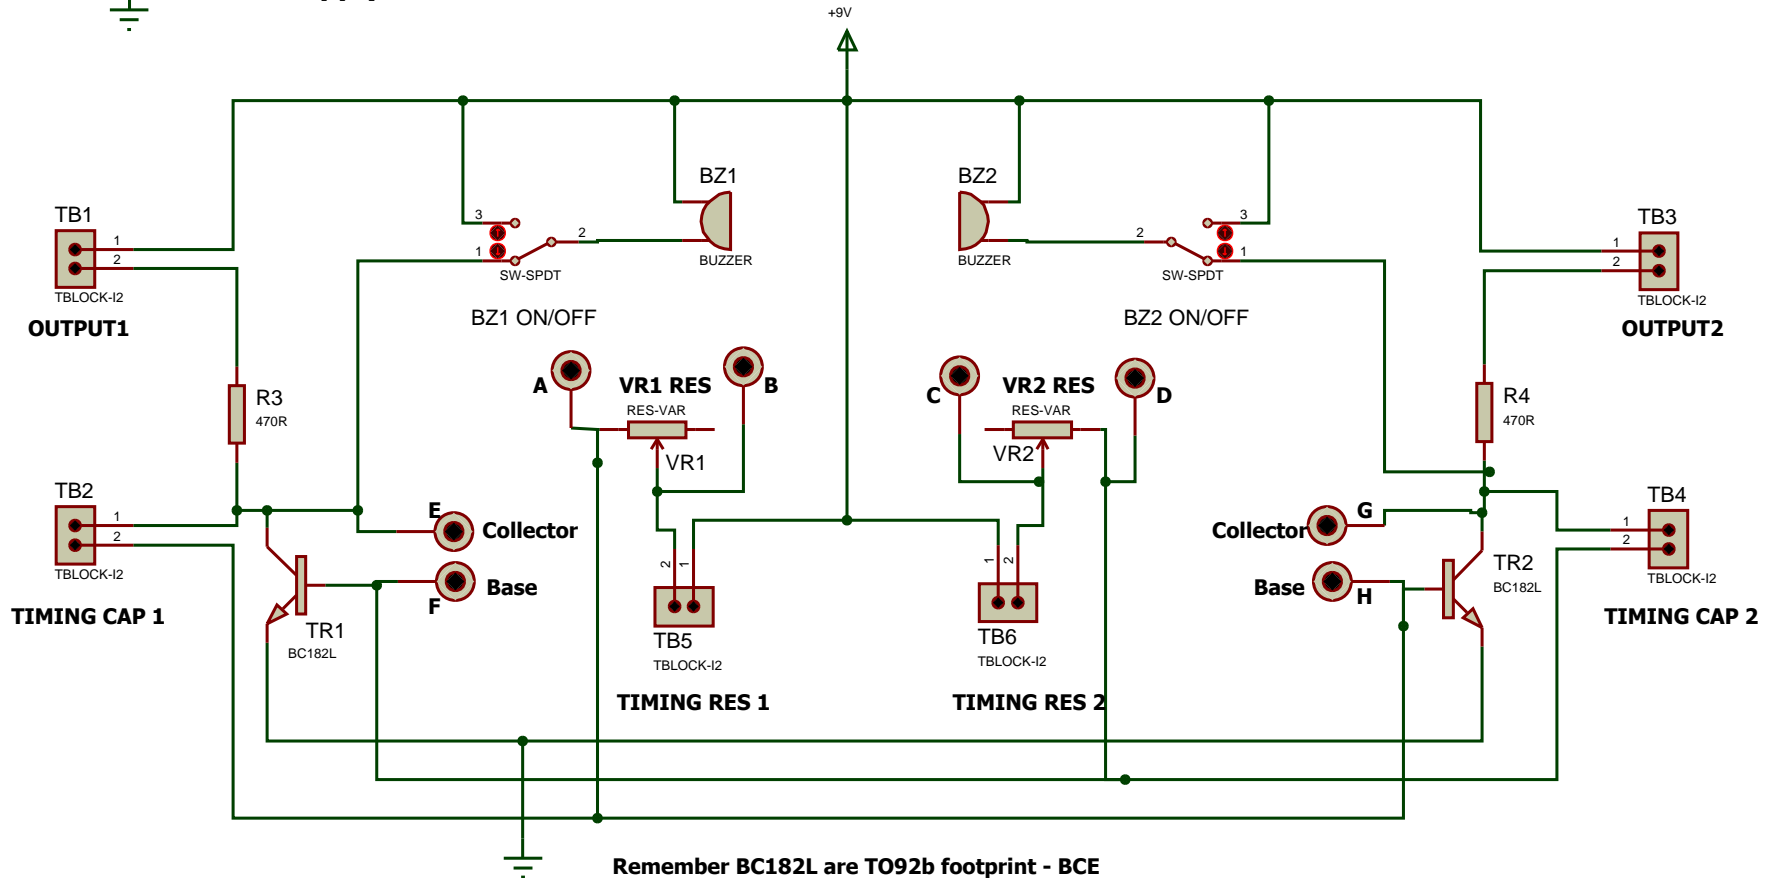 +9V
BZ1
BZ2
TB1
1
2
TBLOCK-I2
OUTPUT1
3
1
2
SW-SPDT
BUZZER
BZ1 ON/OFF
BUZZER
2
3
1
SW-SPDT
BZ2 ON/OFF
TB3
1
2
TBLOCK-I2
OUTPUT2
A
VR1 RES
B
RES-VAR
VR1
C
VR2 RES
D
RES-VAR
VR2
R3
470R
R4
470R
TB2
1
2
TBLOCK-I2
TIMING CAP 1
E
Collector
F
Base
TR1
BC182L
2
1
TB5
TBLOCK-I2
TIMING RES 1
1
2
TB6
TBLOCK-I2
TIMING RES 2
Collector
G
Base
H
TR2
BC182L
TB4
1
2
TBLOCK-I2
TIMING CAP 2
Remember BC182L are TO92b footprint - BCE